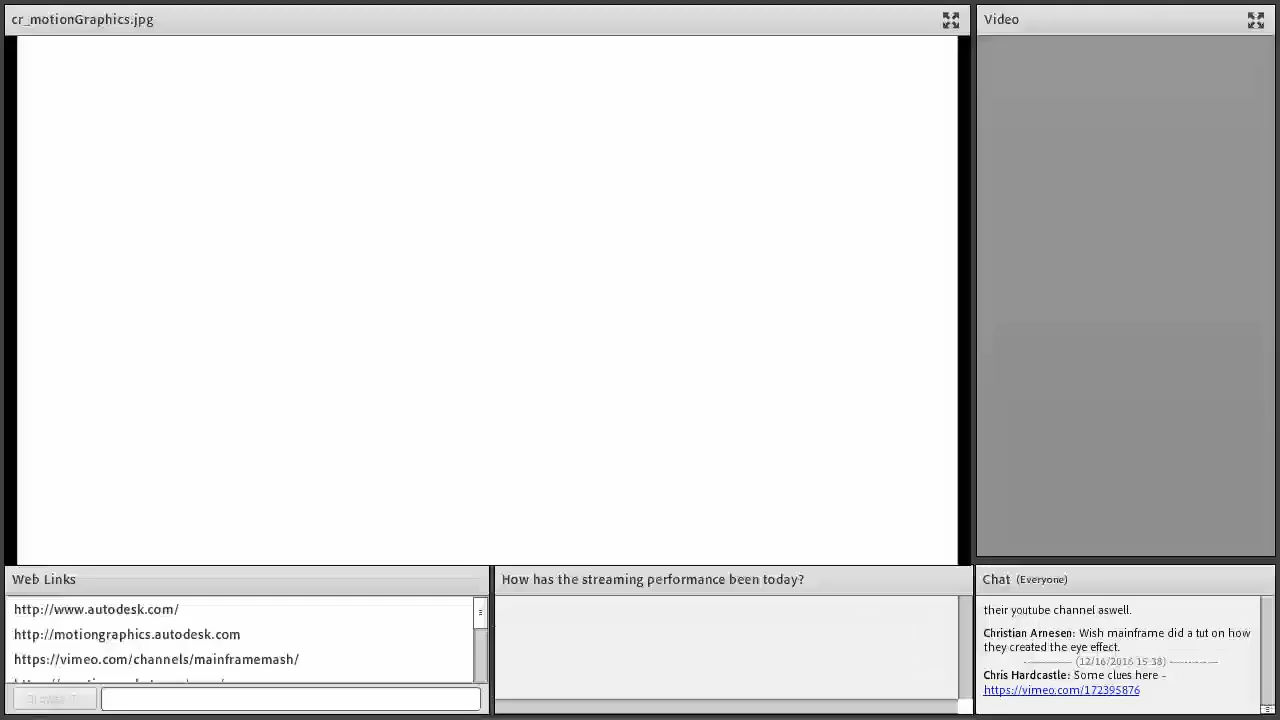 cr_motionGraphics.jpg
Video
Web Links
http://www.autodesk.com/
http://motiongraphics.autodesk.com
https://vimeo.com/channels/mainframemash/
How has the streaming performance been today?
Chat (Everyone)
their youtube channel aswell.
Christian Arnesen: Wish mainframe did a tut on how
they created the eye effect.
(12/16/2016 15:38)
Chris Hardcastle: Some clues here -
https://vimeo.com/172395876